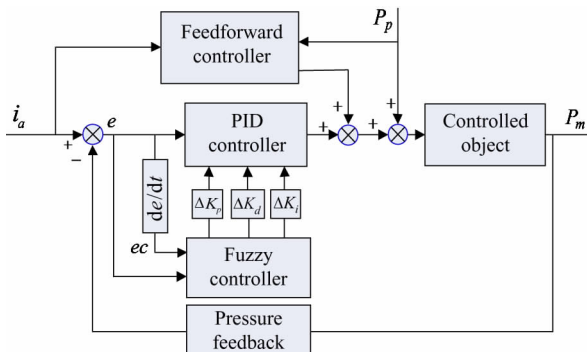 Feedforward
controller
P_p
i_a
e
+
−
PID
controller
+
+
+
+
Controlled
object
P_m
de/dt
ΔK_p
ΔK_d
ΔK_i
ec
Fuzzy
controller
Pressure
feedback